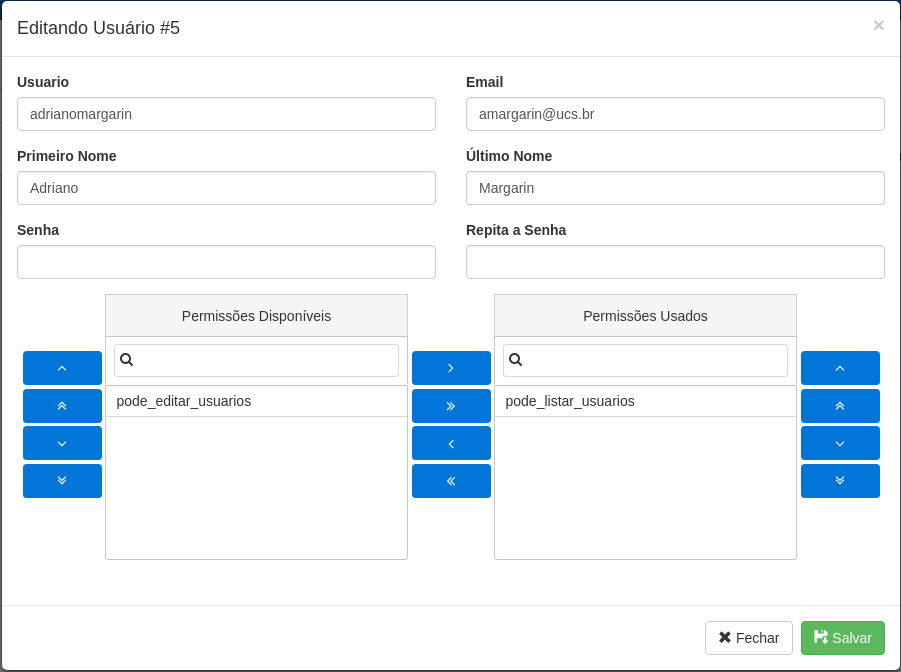 Editando Usuário #5
×
Usuario
Email
adrianomargarin
amargarin@ucs.br
Primeiro Nome
Último Nome
Adriano
Margarin
Senha
Repita a Senha
Permissões Disponíveis
Permissões Usados
pode_editar_usuarios
pode_listar_usuarios
Fechar
Salvar